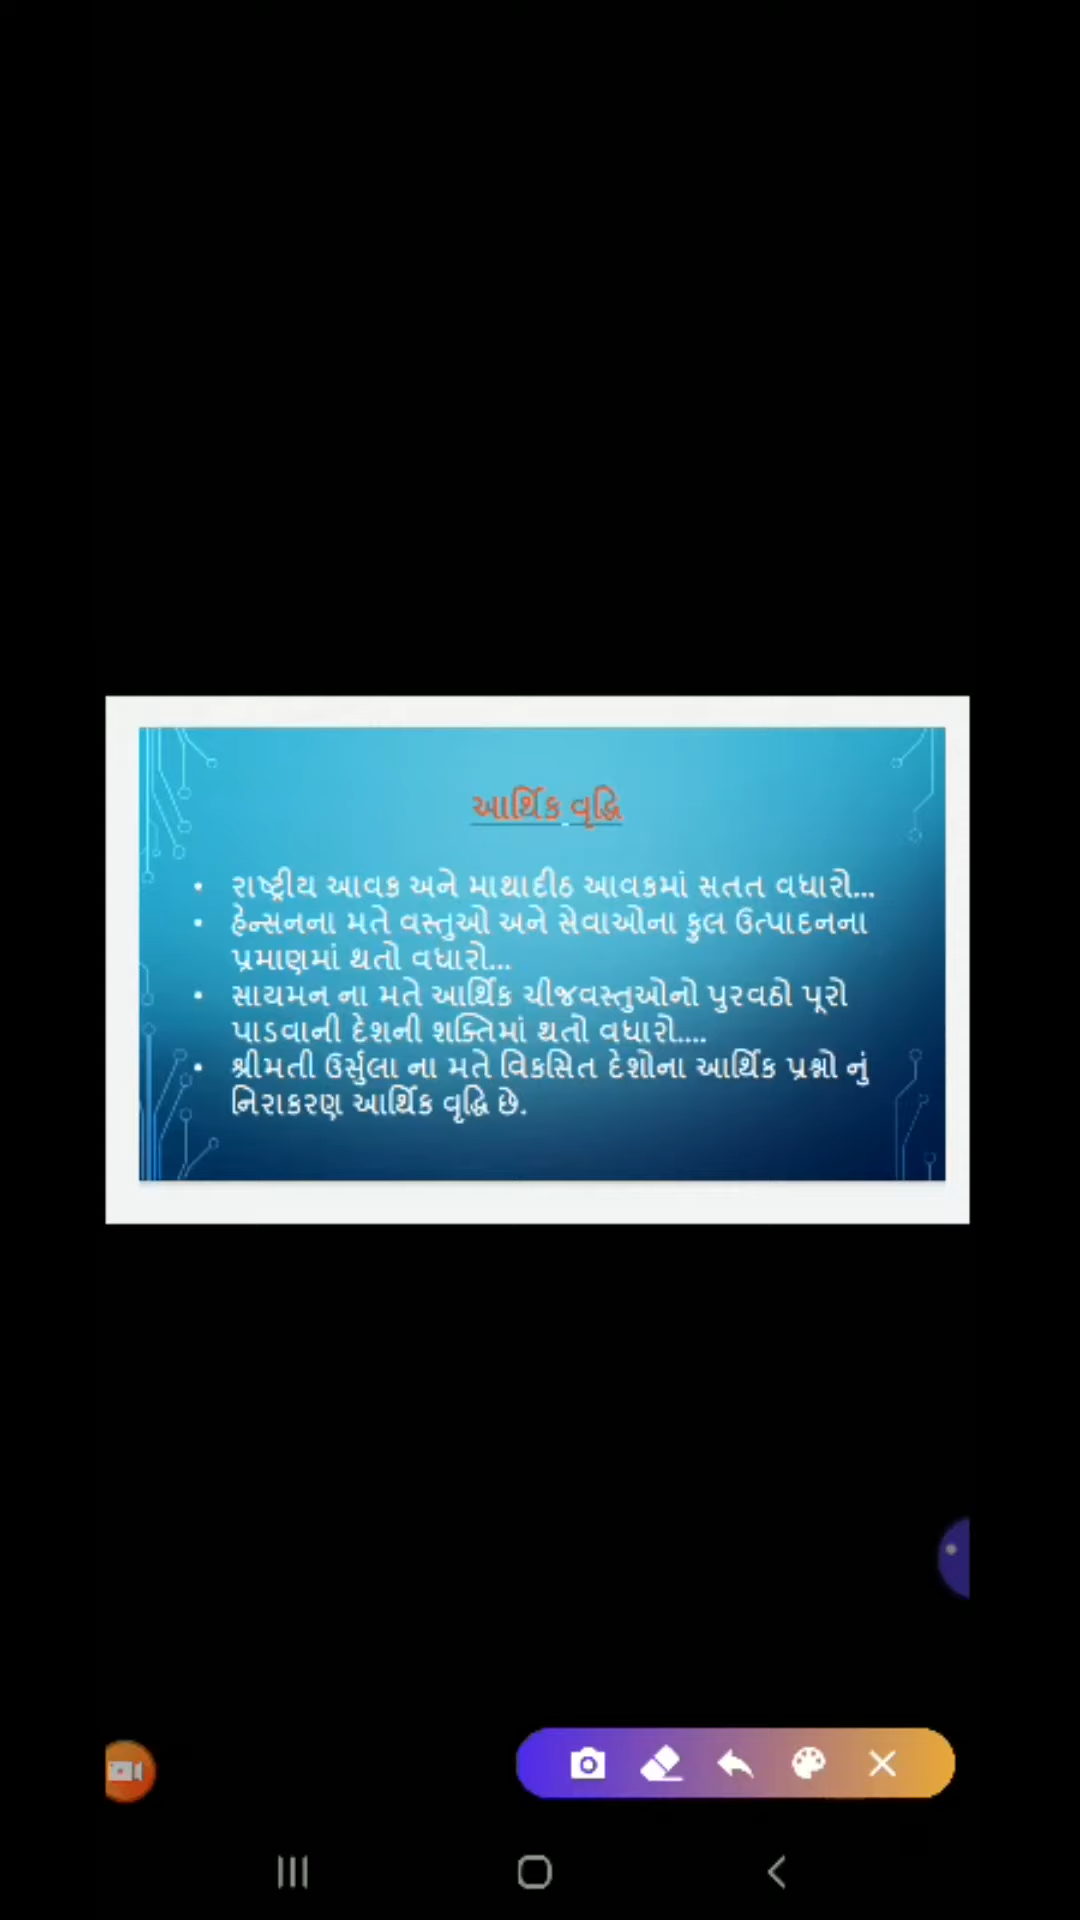 આર્થિક વૃદ્ધિ
• રાષ્ટ્રીય આવક અને માથાદીઠ આવકમાં સતત વધારો...
• હેન્સનના મતે વસ્તુઓ અને સેવાઓના કુલ ઉત્પાદનના
પ્રમાણમાં થતો વધારો...
• સાયમન ના મતે આર્થિક ચીજવસ્તુઓનો પુરવઠો પૂરો
પાડવાની દેશની શક્તિમાં થતો વધારો....
• શ્રીમતી ઉર્સુલા ના મતે વિકસિત દેશોના આર્થિક પ્રશ્નો નું
નિરાકરણ આર્થિક વૃદ્ધિ છે.